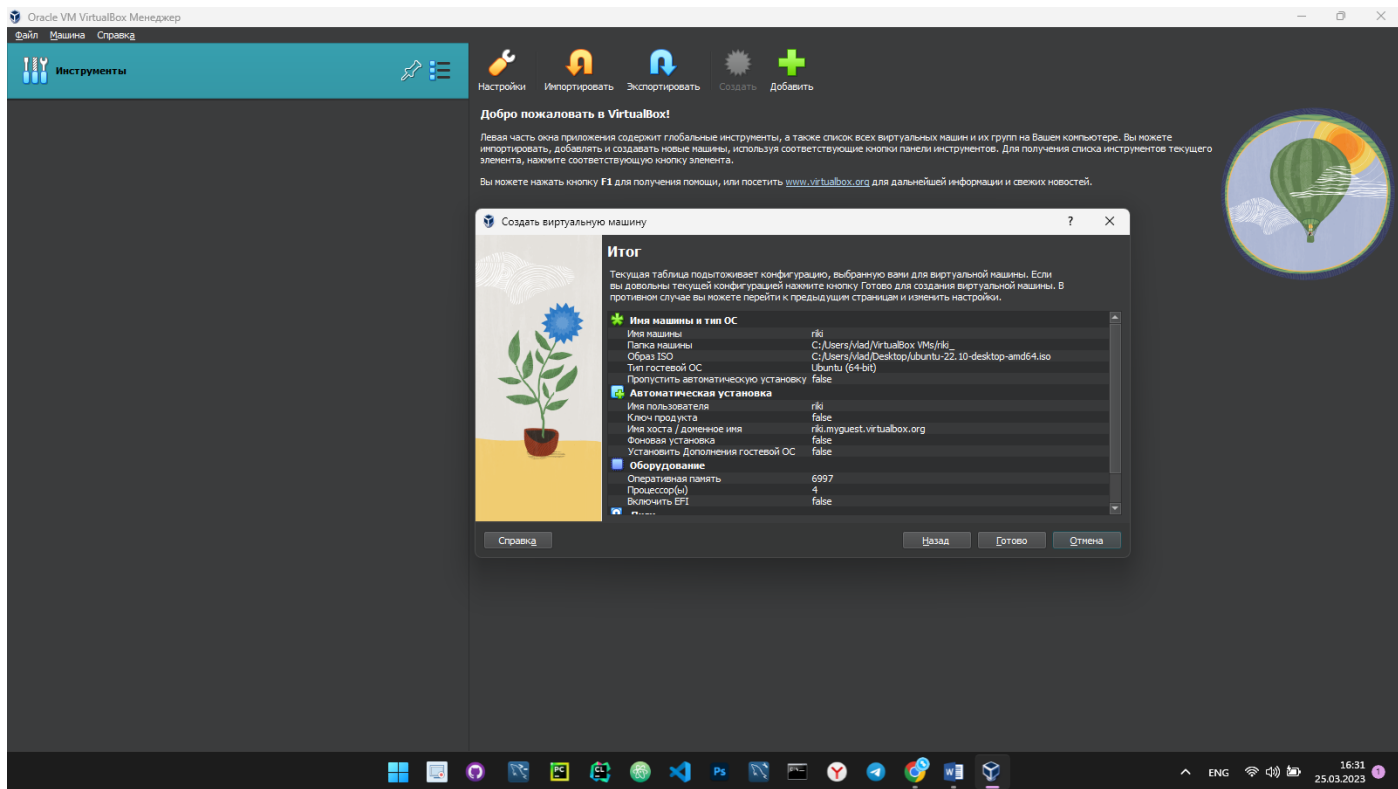 Oracle VM VirtualBox Менеджер
Файл Машина Справка
Инструменты
Настройки Импортировать Экспортировать Создать Добавить
Добро пожаловать в VirtualBox!
Левая часть окна приложения содержит глобальные инструменты, а также список всех виртуальных машин и их групп на Вашем компьютере. Вы можете
импортировать, добавлять и создавать новые машины, используя соответствующие кнопки панели инструментов. Для получения списка инструментов текущего
элемента, нажмите соответствующую кнопку элемента.
Вы можете нажать кнопку F1 для получения помощи, или посетить www.virtualbox.org для дальнейшей информации и свежих новостей.
Создать виртуальную машину ?
Итог
Текущая таблица подытоживает конфигурацию, выбранную вами для виртуальной машины. Если
вы довольны текущей конфигурацией нажмите кнопку Готово для создания виртуальной машины. В
противном случае вы можете перейти к предыдущим страницам и изменить настройки.
Имя машины и тип ОС
Имя машины riki
Папка машины C:/Users/vlad/VirtualBox VMs/riki_
Образ ISO C:/Users/vlad/Desktop/ubuntu-22.10-desktop-amd64.iso
Тип гостевой ОС Ubuntu (64-bit)
Пропустить автоматическую установку false
Автоматическая установка
Имя пользователя riki
Ключ продукта false
Имя хоста / доменное имя riki.myguest.virtualbox.org
Фоновая установка false
Установить Дополнения гостевой ОС false
Оборудование
Оперативная память 6997
Процессор(ы) 4
Включить EFI false
Справка Назад Готово Отмена
PC CL Ps Y W ENG 16:31 1
25.03.2023